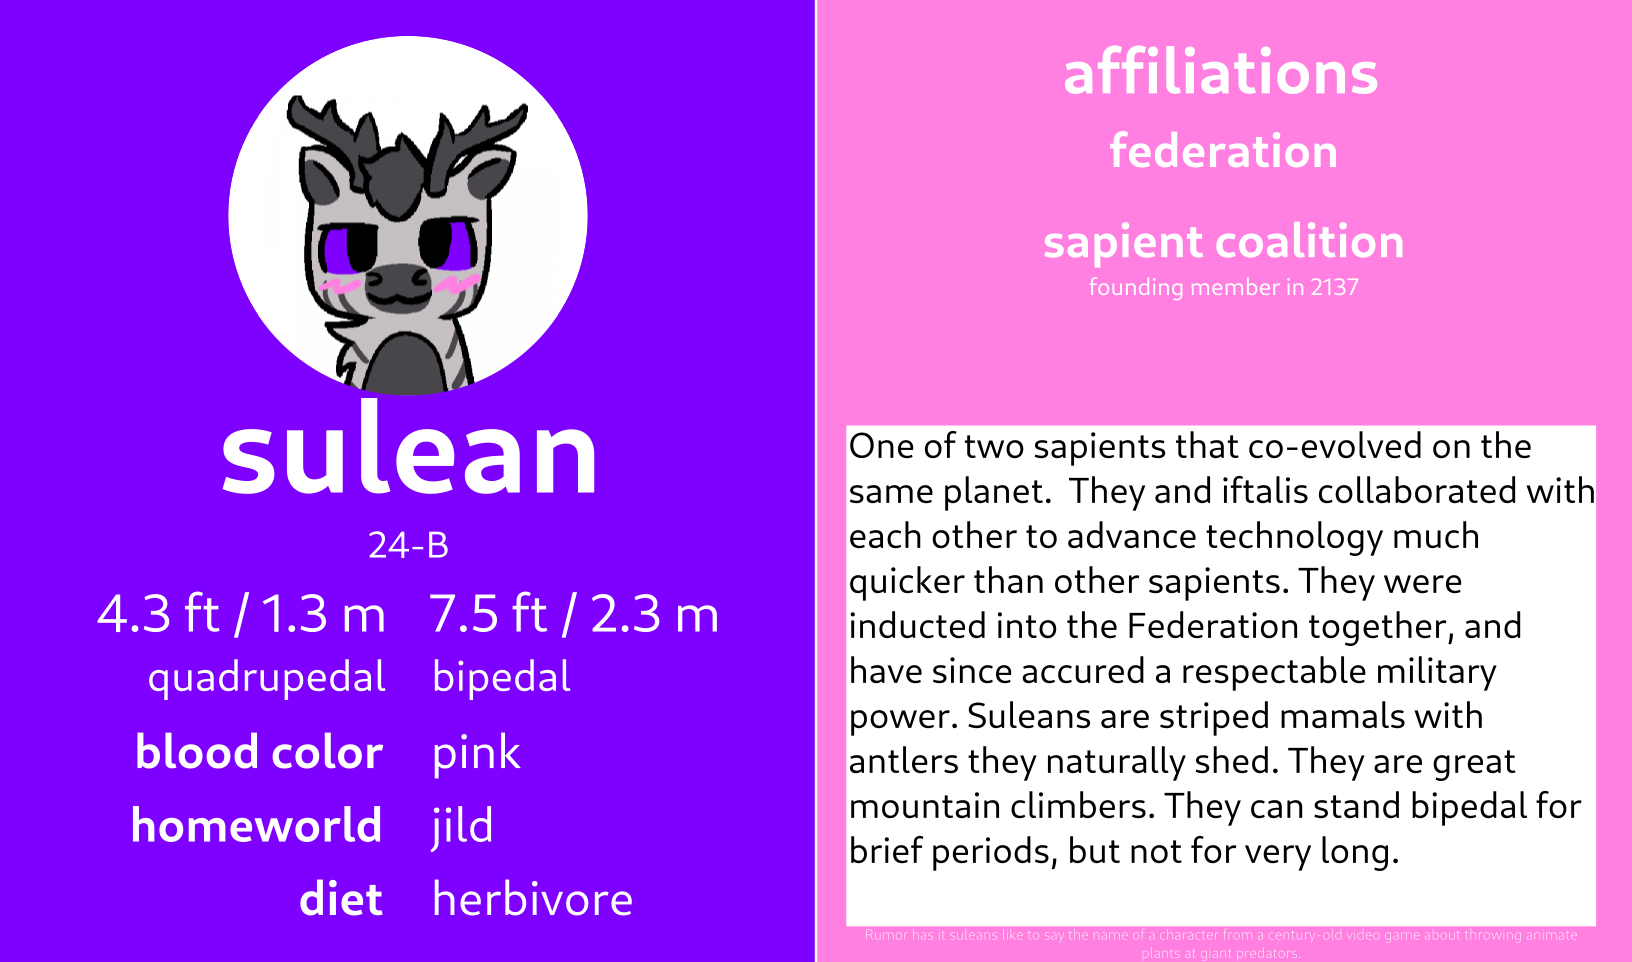 sulean
24-B
4.3 ft / 1.3 m 7.5 ft / 2.3 m
quadrupedal bipedal
blood color pink
homeworld jild
diet herbivore
affiliations
federation
sapient coalition
founding member in 2137
One of two sapients that co-evolved on the
same planet.  They and iftalis collaborated with
each other to advance technology much
quicker than other sapients. They were
inducted into the Federation together, and
have since accured a respectable military
power. Suleans are striped mamals with
antlers they naturally shed. They are great
mountain climbers. They can stand bipedal for
brief periods, but not for very long.
Rumor has it suleans like to say the name of a character from a century-old video game about throwing animate
plants at giant predators.